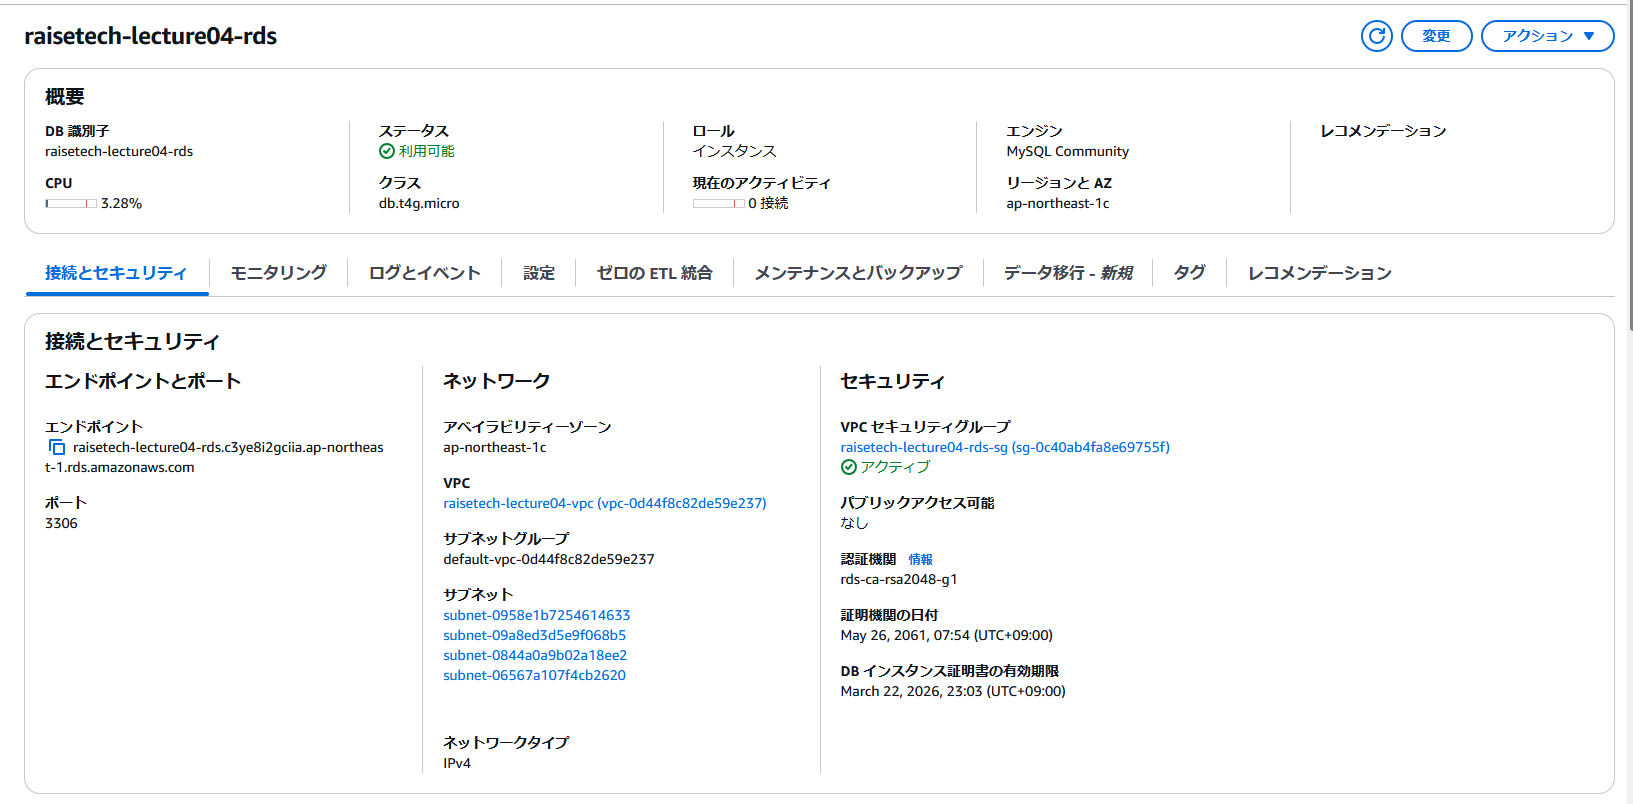 raisetech-lecture04-rds
変更
アクション ▼
概要
DB 識別子
raisetech-lecture04-rds
CPU
3.28%
ステータス
利用可能
クラス
db.t4g.micro
ロール
インスタンス
現在のアクティビティ
0 接続
エンジン
MySQL Community
リージョンと AZ
ap-northeast-1c
レコメンデーション
接続とセキュリティ
モニタリング
ログとイベント
設定
ゼロの ETL 統合
メンテナンスとバックアップ
データ移行 - 新規
タグ
レコメンデーション
接続とセキュリティ
エンドポイントとポート
エンドポイント
raisetech-lecture04-rds.c3ye8i2gciia.ap-northeas
t-1.rds.amazonaws.com
ポート
3306
ネットワーク
アベイラビリティーゾーン
ap-northeast-1c
VPC
raisetech-lecture04-vpc (vpc-0d44f8c82de59e237)
サブネットグループ
default-vpc-0d44f8c82de59e237
サブネット
subnet-0958e1b7254614633
subnet-09a8ed3d5e9f068b5
subnet-0844a0a9b02a18ee2
subnet-06567a107f4cb2620
ネットワークタイプ
IPv4
セキュリティ
VPC セキュリティグループ
raisetech-lecture04-rds-sg (sg-0c40ab4fa8e69755f)
アクティブ
パブリックアクセス可能
なし
認証機関 情報
rds-ca-rsa2048-g1
証明機関の日付
May 26, 2061, 07:54 (UTC+09:00)
DB インスタンス証明書の有効期限
March 22, 2026, 23:03 (UTC+09:00)